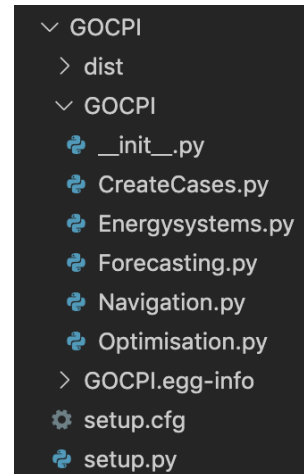 GOCPI
dist
GOCPI
__init__.py
CreateCases.py
Energysystems.py
Forecasting.py
Navigation.py
Optimisation.py
GOCPI.egg-info
setup.cfg
setup.py